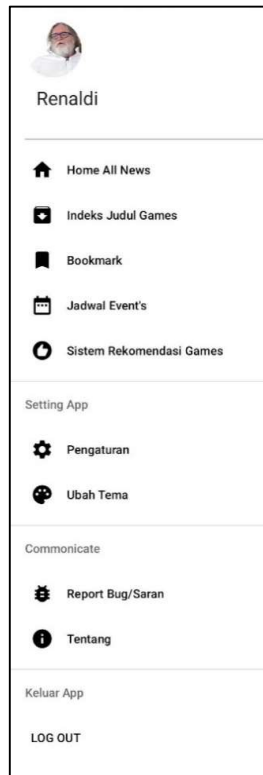 Renaldi
Home All News
Indeks Judul Games
Bookmark
Jadwal Event's
Sistem Rekomendasi Games
Setting App
Pengaturan
Ubah Tema
Commonicate
Report Bug/Saran
Tentang
Keluar App
LOG OUT